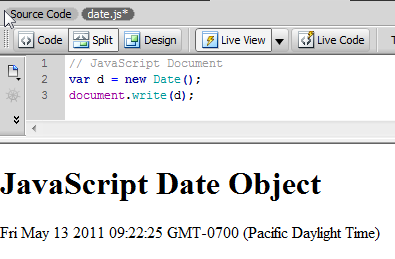 Source Code date.js*
Code Split Design Live View Live Code
1 // JavaScript Document
2 var d = new Date();
3 document.write(d);
JavaScript Date Object
Fri May 13 2011 09:22:25 GMT-0700 (Pacific Daylight Time)